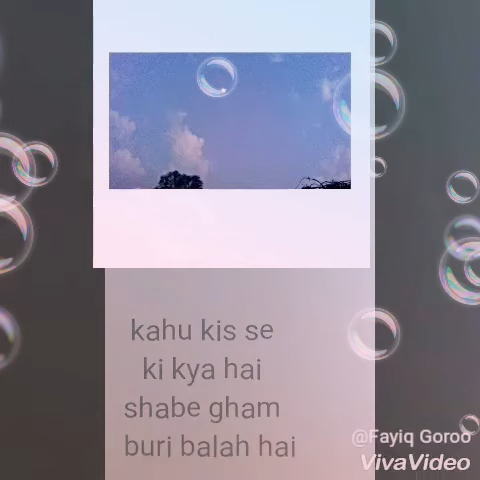 kahu kis se
ki kya hai
shabe gham
buri balah hai
@Fayiq Goroo
VivaVideo